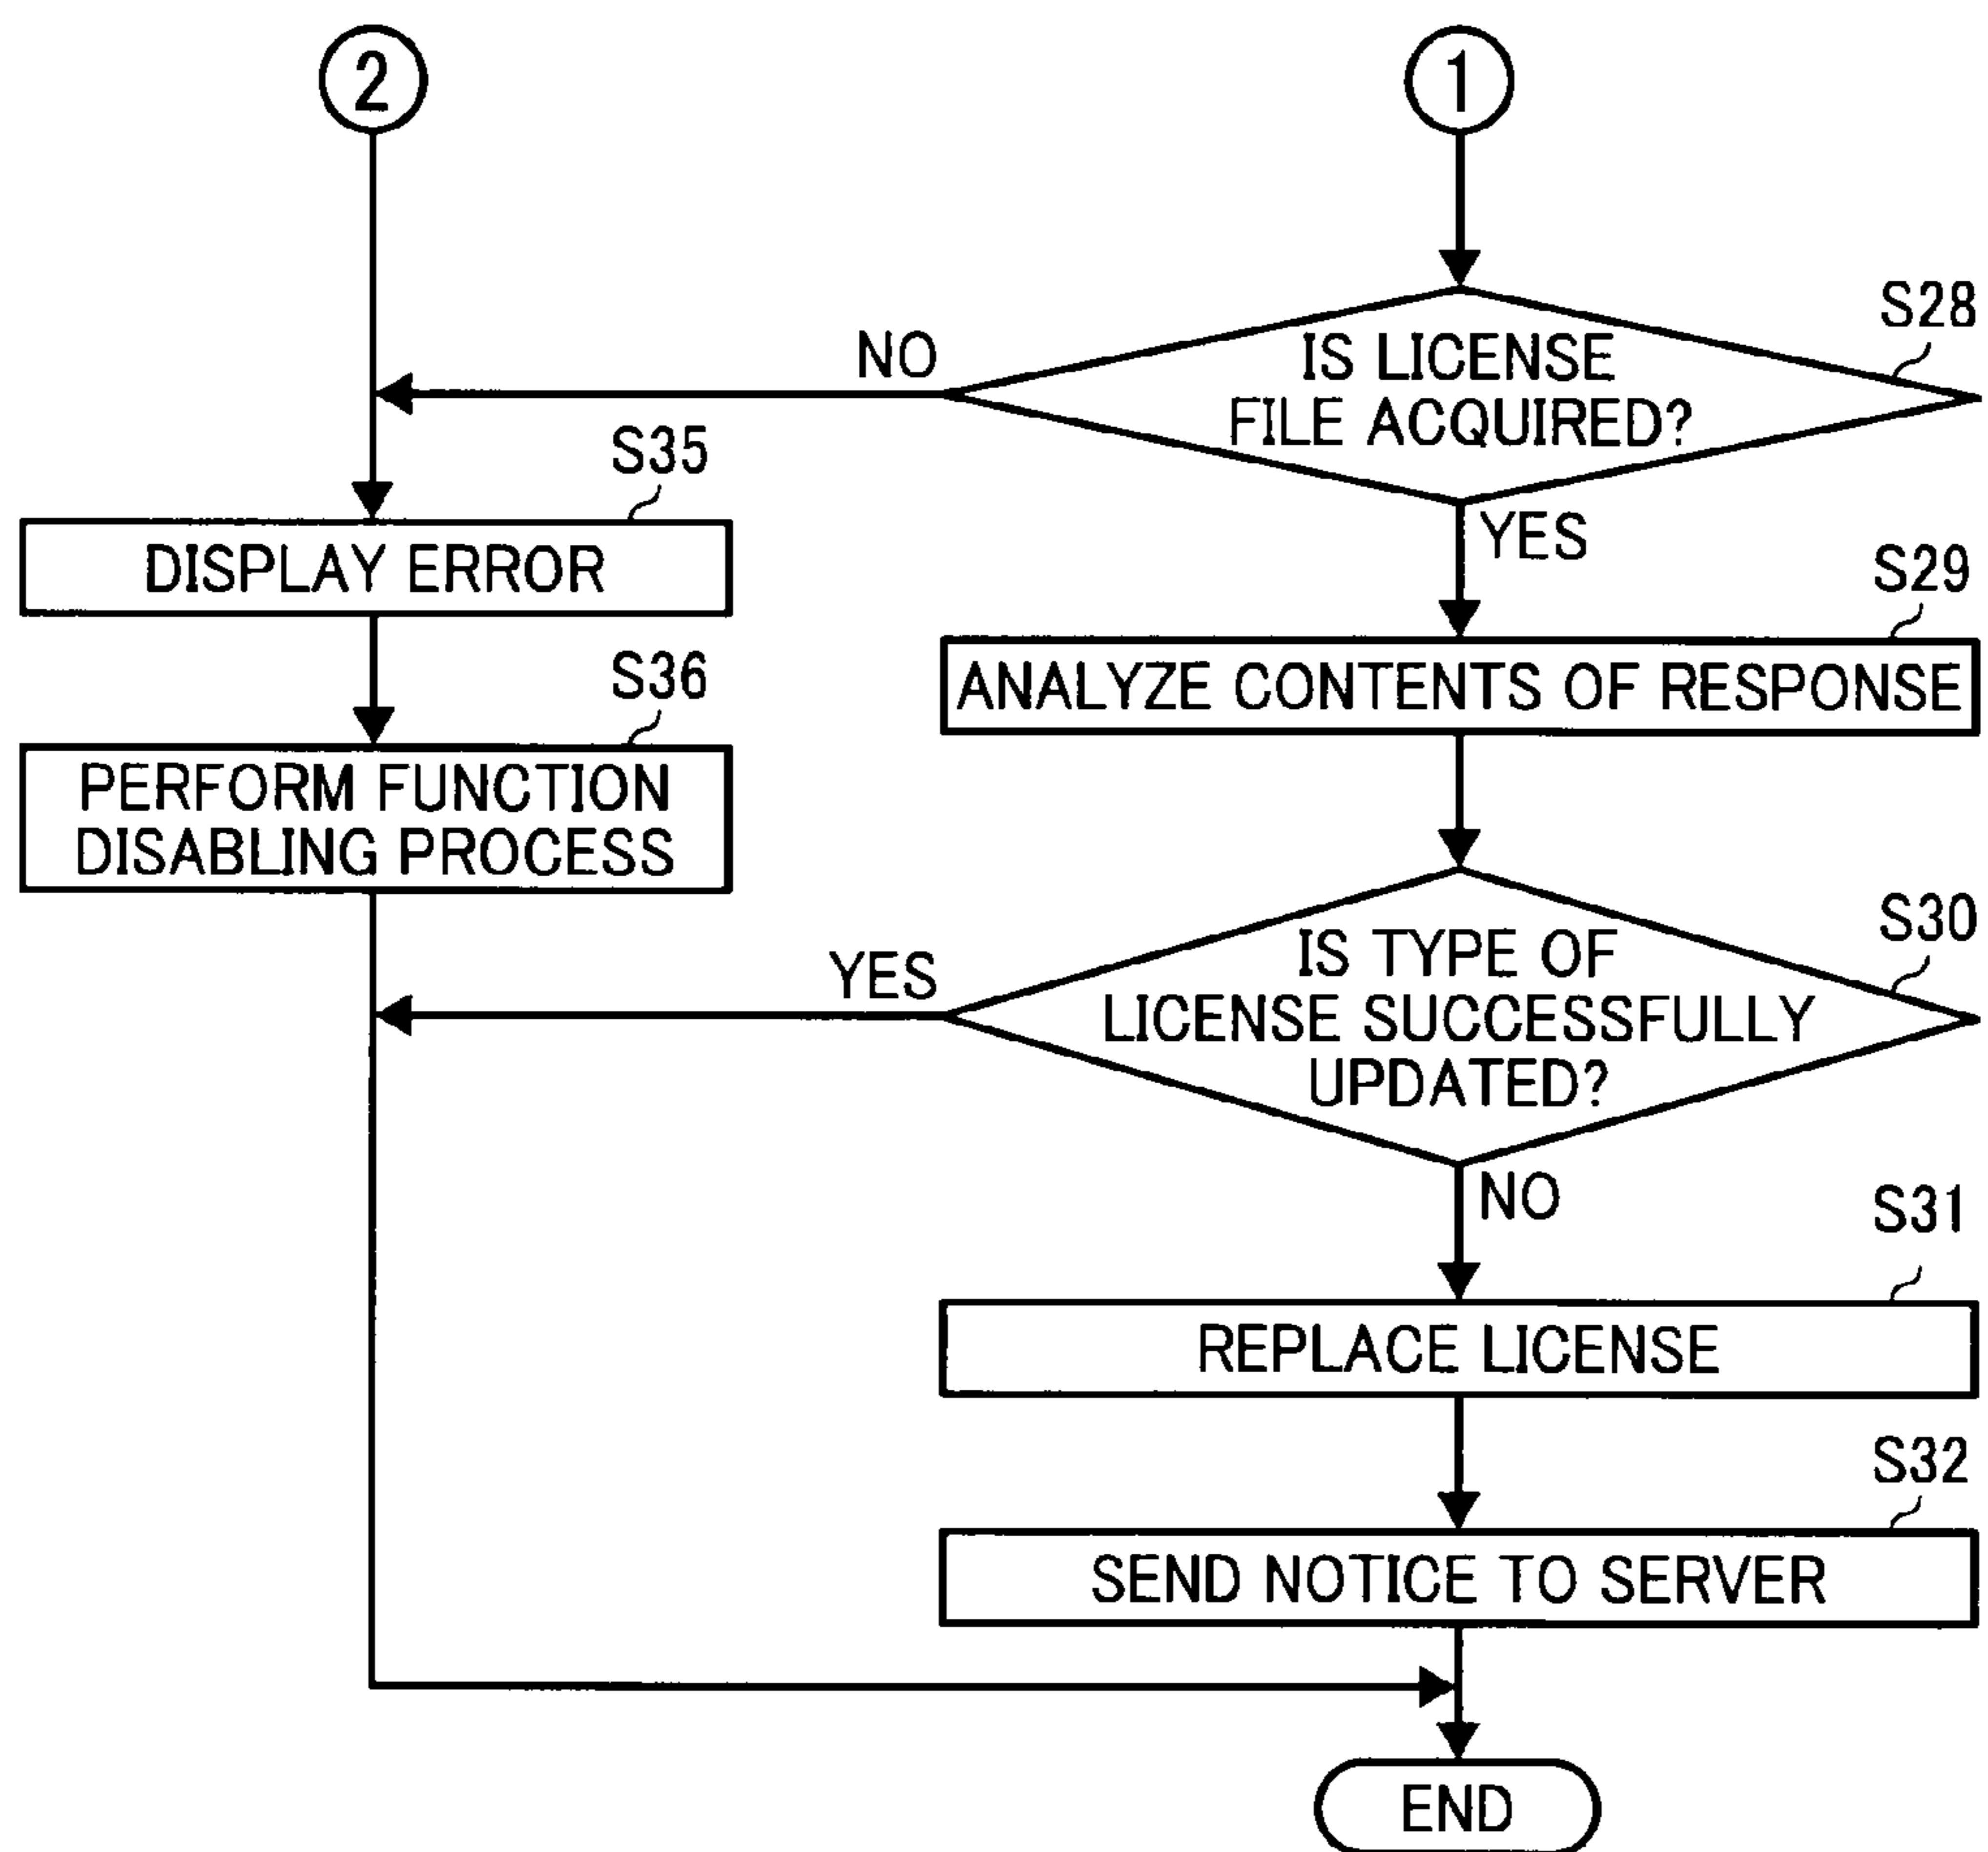 2
1
S28
IS LICENSE
FILE ACQUIRED?
NO
YES
S35
DISPLAY ERROR
S29
ANALYZE CONTENTS OF RESPONSE
S36
PERFORM FUNCTION
DISABLING PROCESS
S30
IS TYPE OF
LICENSE SUCCESSFULLY
UPDATED?
YES
NO
S31
REPLACE LICENSE
S32
SEND NOTICE TO SERVER
END